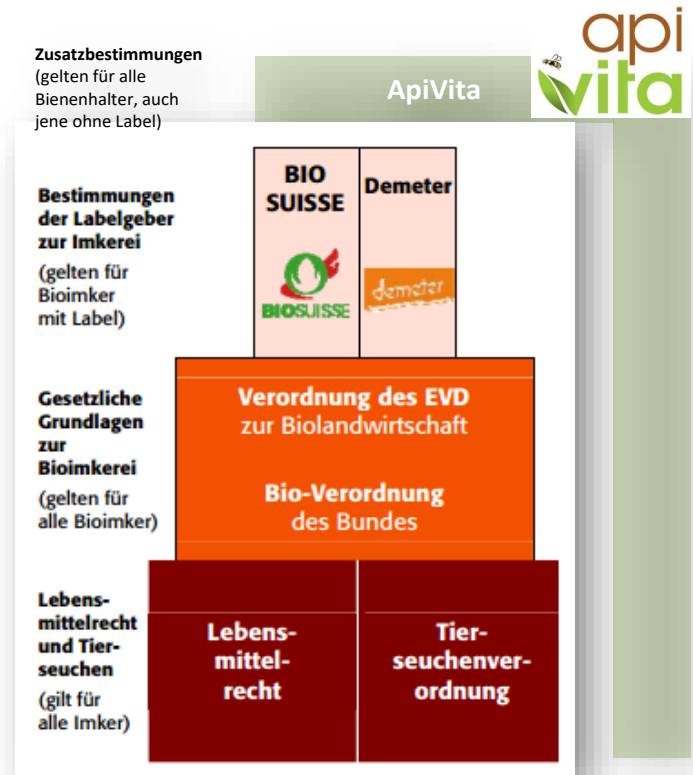 api
vita
Zusatzbestimmungen
(gelten für alle
Bienenhalter, auch
jene ohne Label)
ApiVita
Bestimmungen
der Labelgeber
zur Imkerei
(gelten für
Bioimker
mit Label)
BIO
SUISSE
BIOSUISSE
Demeter
demeter
Gesetzliche
Grundlagen
zur
Bioimkerei
(gelten für
alle Bioimker)
Verordnung des EVD
zur Biolandwirtschaft
Bio-Verordnung
des Bundes
Lebens-
mittelrecht
und Tier-
seuchen
(gilt für
alle Imker)
Lebens-
mittel-
recht
Tier-
seuchenver-
ordnung